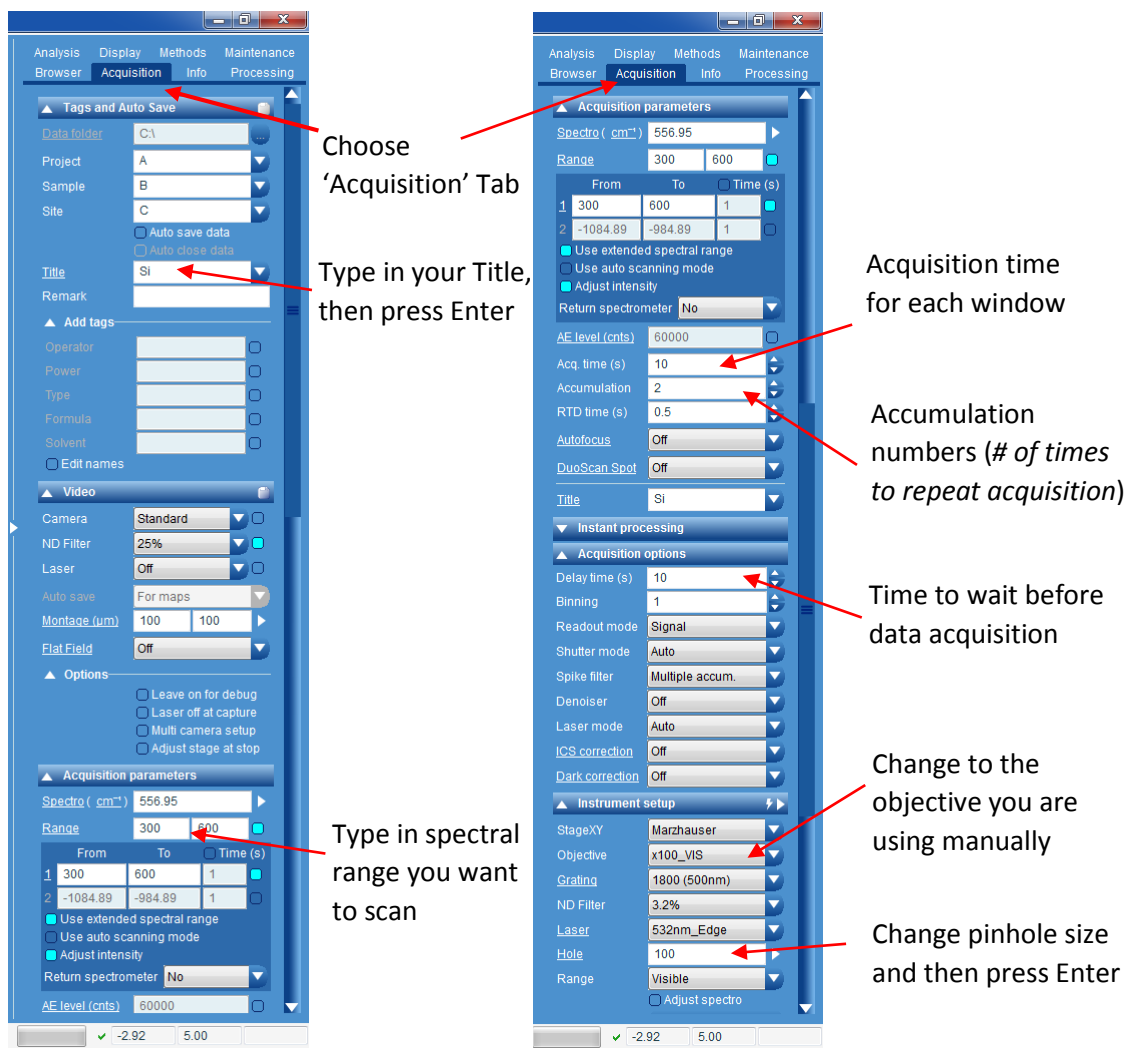 Analysis Display Methods Maintenance
Browser Acquisition Info Processing
Tags and Auto Save
Data folder C:\ ...
Project A
Sample B
Site C
Auto save data
Auto close data
Title Si
Remark
Add tags
Operator
Power
Type
Formula
Solvent
Edit names
Video
Camera Standard
ND Filter 25%
Laser Off
Auto save For maps
Montage (µm) 100 100
Flat Field Off
Options
Leave on for debug
Laser off at capture
Multi camera setup
Adjust stage at stop
Acquisition parameters
Spectro ( cm⁻¹ ) 556.95
Range 300 600
From To Time (s)
1 300 600 1
2 -1084.89 -984.89 1
Use extended spectral range
Use auto scanning mode
Adjust intensity
Return spectrometer No
AE level (cnts) 60000
-2.92 5.00
Choose
‘Acquisition’ Tab
Type in your Title,
then press Enter
Type in spectral
range you want
to scan
Analysis Display Methods Maintenance
Browser Acquisition Info Processing
Acquisition parameters
Spectro ( cm⁻¹ ) 556.95
Range 300 600
From To Time (s)
1 300 600 1
2 -1084.89 -984.89 1
Use extended spectral range
Use auto scanning mode
Adjust intensity
Return spectrometer No
AE level (cnts) 60000
Acq. time (s) 10
Accumulation 2
RTD time (s) 0.5
Autofocus Off
DuoScan Spot Off
Title Si
Instant processing
Acquisition options
Delay time (s) 10
Binning 1
Readout mode Signal
Shutter mode Auto
Spike filter Multiple accum.
Denoiser Off
Laser mode Auto
ICS correction Off
Dark correction Off
Instrument setup
StageXY Marzhauser
Objective x100_VIS
Grating 1800 (500nm)
ND Filter 3.2%
Laser 532nm_Edge
Hole 100
Range Visible
Adjust spectro
-2.92 5.00
Acquisition time
for each window
Accumulation
numbers (# of times
to repeat acquisition)
Time to wait before
data acquisition
Change to the
objective you are
using manually
Change pinhole size
and then press Enter